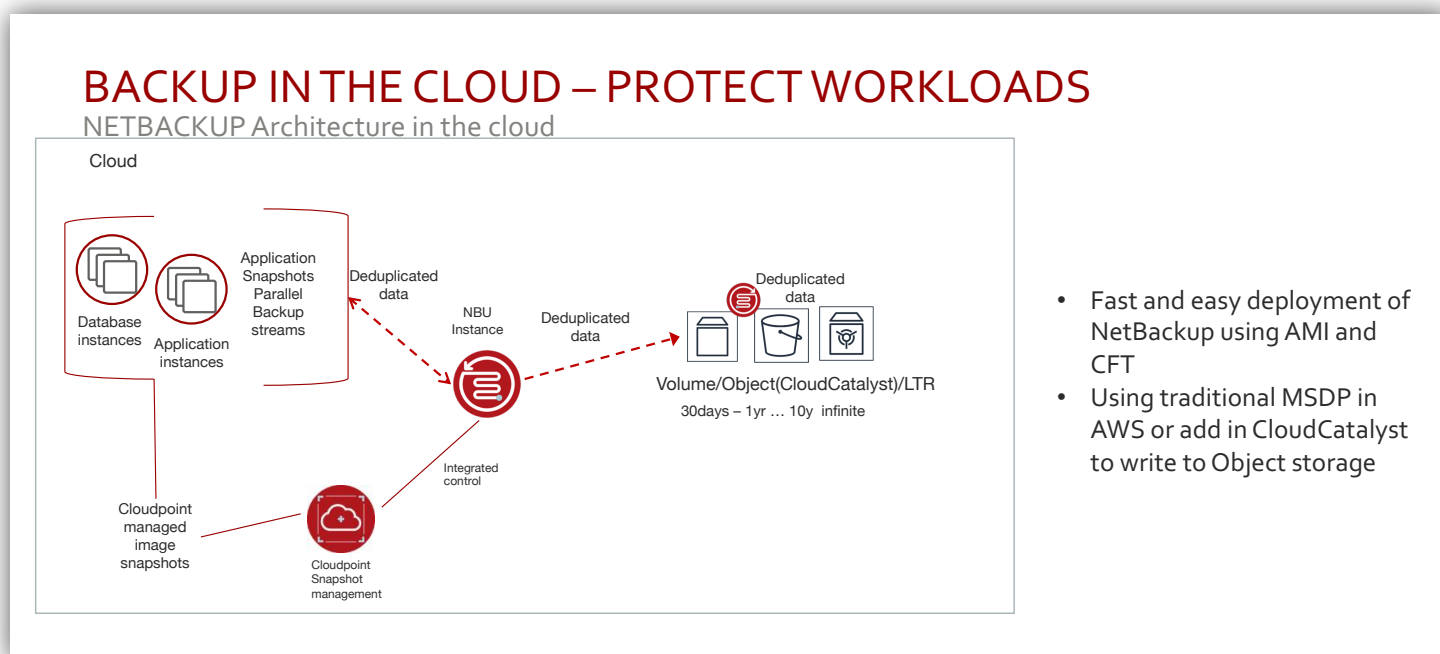 BACKUP IN THE CLOUD – PROTECT WORKLOADS
NETBACKUP Architecture in the cloud
Cloud
Database
instances
Application
instances
Application
Snapshots
Parallel
Backup
streams
Deduplicated
data
NBU
Instance
Deduplicated
data
Deduplicated
data
Volume/Object(CloudCatalyst)/LTR
30days – 1yr … 10y infinite
Integrated
control
Cloudpoint
managed
image
snapshots
Cloudpoint
Snapshot
management
• Fast and easy deployment of
NetBackup using AMI and
CFT
• Using traditional MSDP in
AWS or add in CloudCatalyst
to write to Object storage